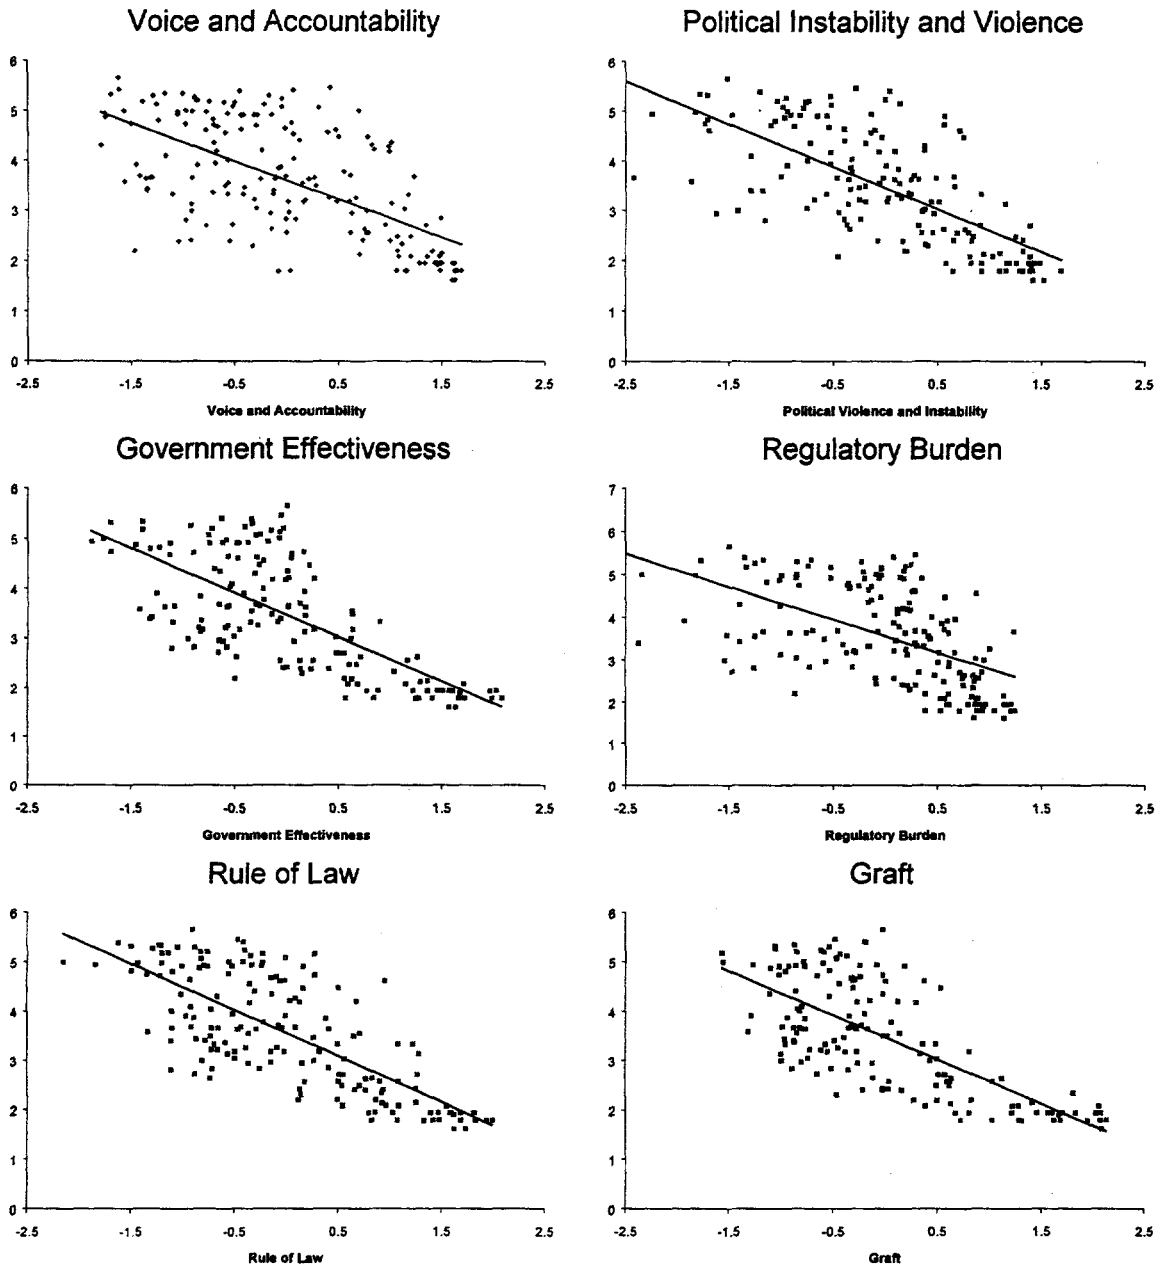 Voice and Accountability
6
5
4
3
2
1
0
-2.5 -1.5 -0.5 0.5 1.5 2.5
Voice and Accountability
Political Instability and Violence
6
5
4
3
2
1
0
-2.5 -1.5 -0.5 0.5 1.5 2.5
Political Violence and Instability
Government Effectiveness
6
5
4
3
2
1
0
-2.5 -1.5 -0.5 0.5 1.5 2.5
Government Effectiveness
Regulatory Burden
7
6
5
4
3
2
1
0
-2.5 -1.5 -0.5 0.5 1.5 2.5
Regulatory Burden
Rule of Law
6
5
4
3
2
1
0
-2.5 -1.5 -0.5 0.5 1.5 2.5
Rule of Law
Graft
6
5
4
3
2
1
0
-2.5 -1.5 -0.5 0.5 1.5 2.5
Graft